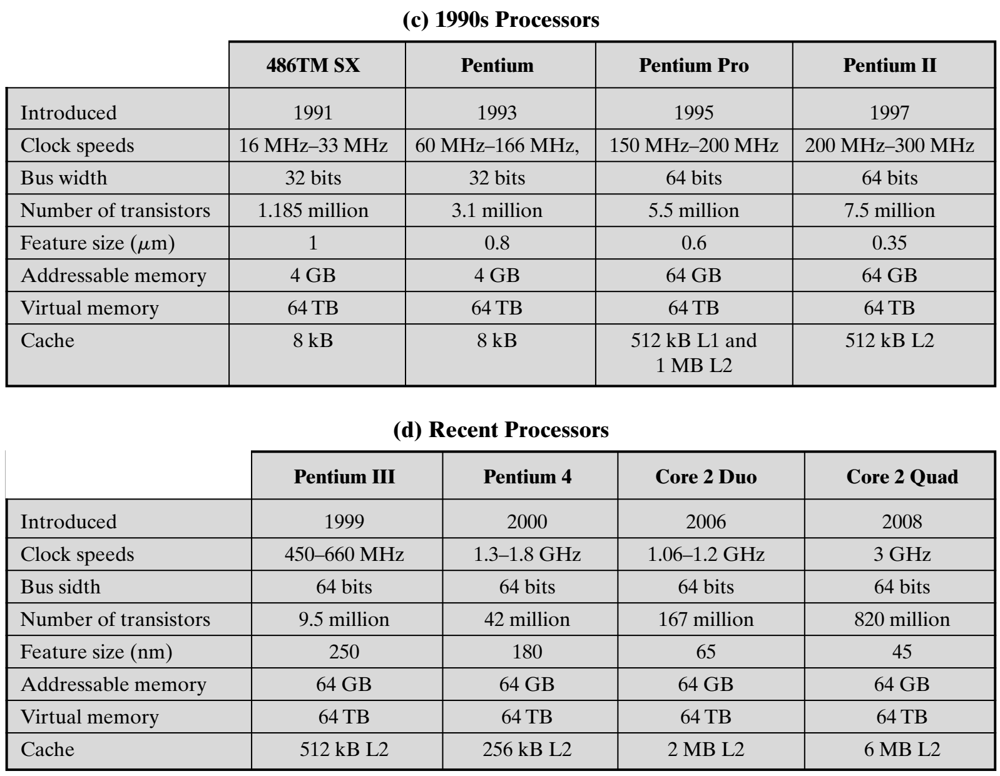 (c) 1990s Processors
486TM SX Pentium Pentium Pro Pentium II
Introduced 1991 1993 1995 1997
Clock speeds 16 MHz–33 MHz 60 MHz–166 MHz, 150 MHz–200 MHz 200 MHz–300 MHz
Bus width 32 bits 32 bits 64 bits 64 bits
Number of transistors 1.185 million 3.1 million 5.5 million 7.5 million
Feature size (μm) 1 0.8 0.6 0.35
Addressable memory 4 GB 4 GB 64 GB 64 GB
Virtual memory 64 TB 64 TB 64 TB 64 TB
Cache 8 kB 8 kB 512 kB L1 and 512 kB L2
1 MB L2
(d) Recent Processors
Pentium III Pentium 4 Core 2 Duo Core 2 Quad
Introduced 1999 2000 2006 2008
Clock speeds 450–660 MHz 1.3–1.8 GHz 1.06–1.2 GHz 3 GHz
Bus sidth 64 bits 64 bits 64 bits 64 bits
Number of transistors 9.5 million 42 million 167 million 820 million
Feature size (nm) 250 180 65 45
Addressable memory 64 GB 64 GB 64 GB 64 GB
Virtual memory 64 TB 64 TB 64 TB 64 TB
Cache 512 kB L2 256 kB L2 2 MB L2 6 MB L2